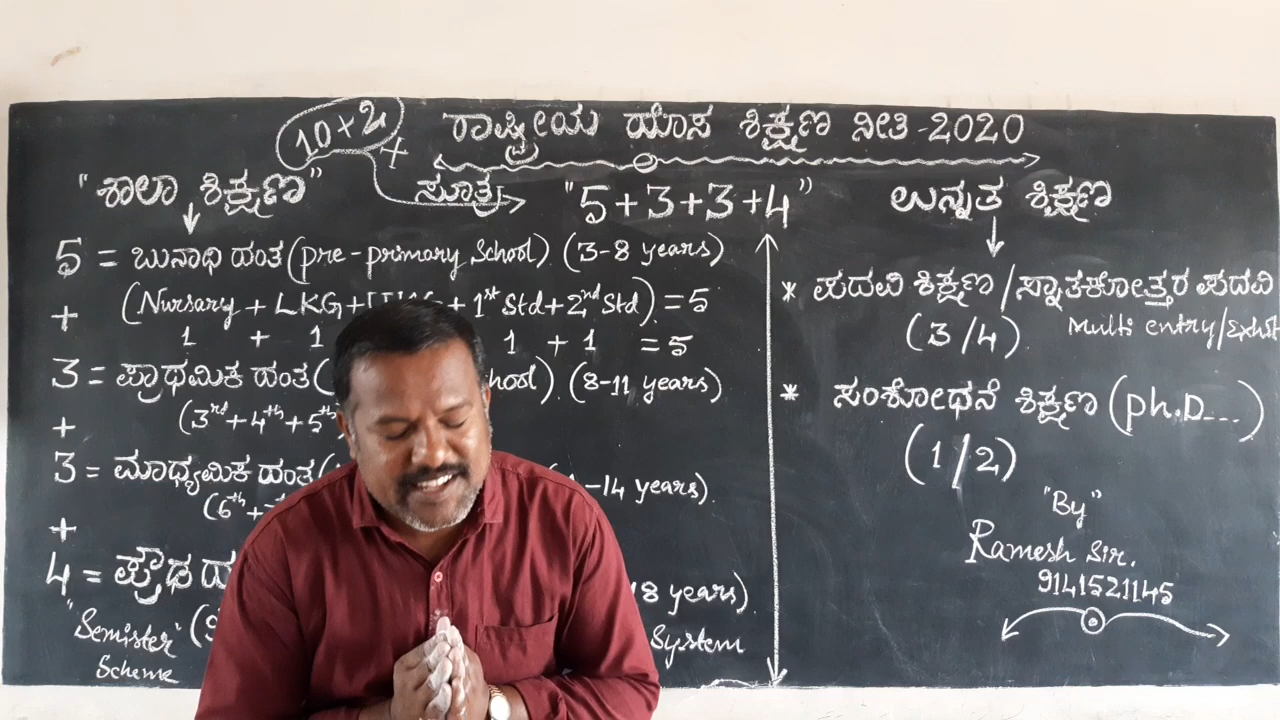 10+2
ರಾಷ್ಟ್ರೀಯ ಹೊಸ ಶಿಕ್ಷಣ ನೀತಿ-2020
"ಶಾಲಾ ಶಿಕ್ಷಣ"
ಸೂತ್ರ "5+3+3+4"
5 = ಬುನಾಧಿ ಹಂತ (pre-primary School) (3-8 years)
+
(Nursary + LKG + + 1st Std + 2nd Std) = 5
1 + 1 1 + 1 = 5
3 = ಪ್ರಾಥಮಿಕ ಹಂತ ( hool) (8-11 years)
+
(3rd + 4th + 5th
3 = ಮಾಧ್ಯಮಿಕ ಹಂತ ( -14 years).
+
(6th +
4 = ಪ್ರೌಢ ಹ 8 years)
"Semister" (9 System
Scheme
ಉನ್ನತ ಶಿಕ್ಷಣ
* ಪದವಿ ಶಿಕ್ಷಣ / ಸ್ನಾತಕೋತ್ತರ ಪದವಿ
(3/4) Multi entry/
* ಸಂಶೋಧನೆ ಶಿಕ್ಷಣ (ph.D...)
(1/2)
"By"
Ramesh Sir.
9141521145